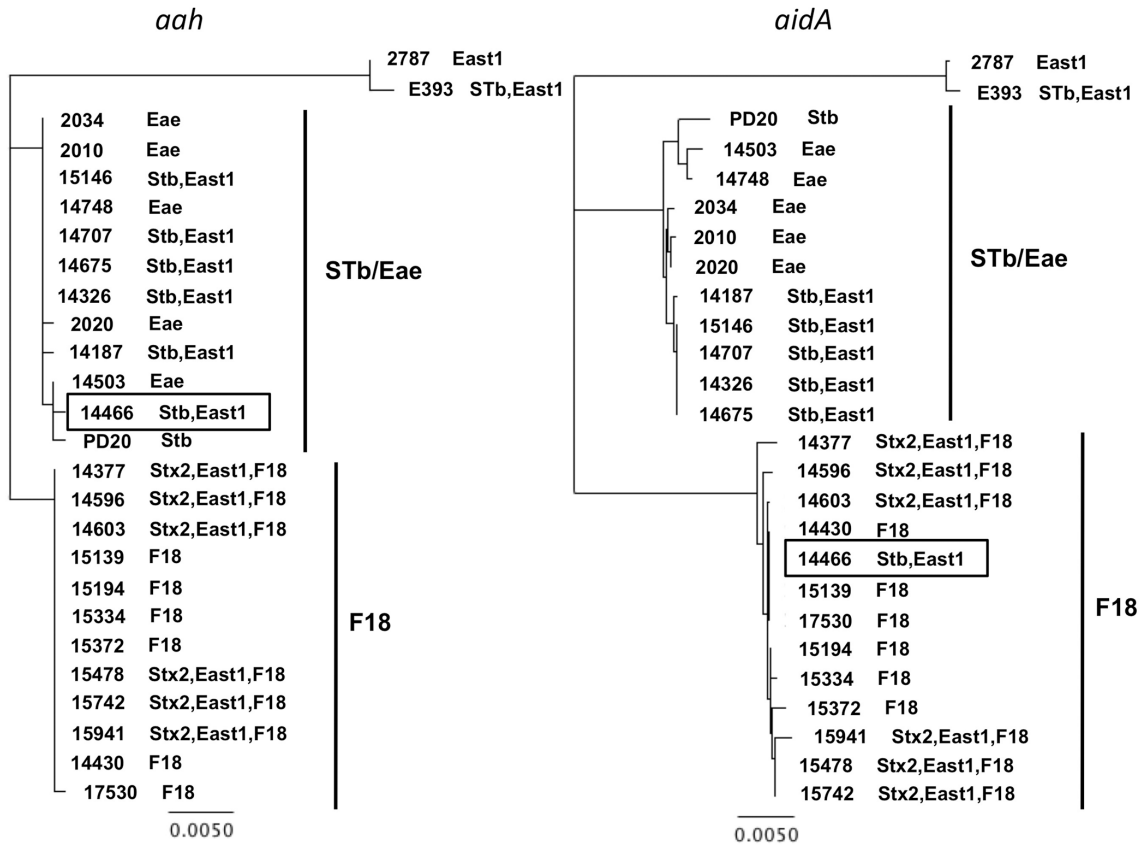 aah
2787 East1
E393 STb,East1
2034 Eae
2010 Eae
15146 Stb,East1
14748 Eae
14707 Stb,East1
14675 Stb,East1
14326 Stb,East1
2020 Eae
14187 Stb,East1
14503 Eae
14466 Stb,East1
PD20 Stb
STb/Eae
14377 Stx2,East1,F18
14596 Stx2,East1,F18
14603 Stx2,East1,F18
15139 F18
15194 F18
15334 F18
15372 F18
15478 Stx2,East1,F18
15742 Stx2,East1,F18
15941 Stx2,East1,F18
14430 F18
17530 F18
F18
0.0050
aidA
2787 East1
E393 STb,East1
PD20 Stb
14503 Eae
14748 Eae
2034 Eae
2010 Eae
2020 Eae
14187 Stb,East1
15146 Stb,East1
14707 Stb,East1
14326 Stb,East1
14675 Stb,East1
STb/Eae
14377 Stx2,East1,F18
14596 Stx2,East1,F18
14603 Stx2,East1,F18
14430 F18
14466 Stb,East1
15139 F18
17530 F18
15194 F18
15334 F18
15372 F18
15941 Stx2,East1,F18
15478 Stx2,East1,F18
15742 Stx2,East1,F18
F18
0.0050